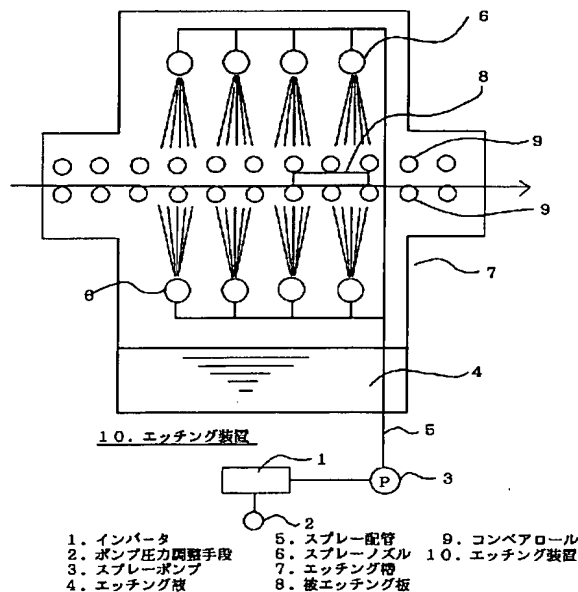 6
8
9
9
7
6
4
10. エッチング装置
5
1
P
3
2
1. インバータ
2. ポンプ圧力調整手段
3. スプレーポンプ
4. エッチング液
5. スプレー配管
6. スプレーノズル
7. エッチング槽
8. 被エッチング板
9. コンベアロール
10. エッチング装置